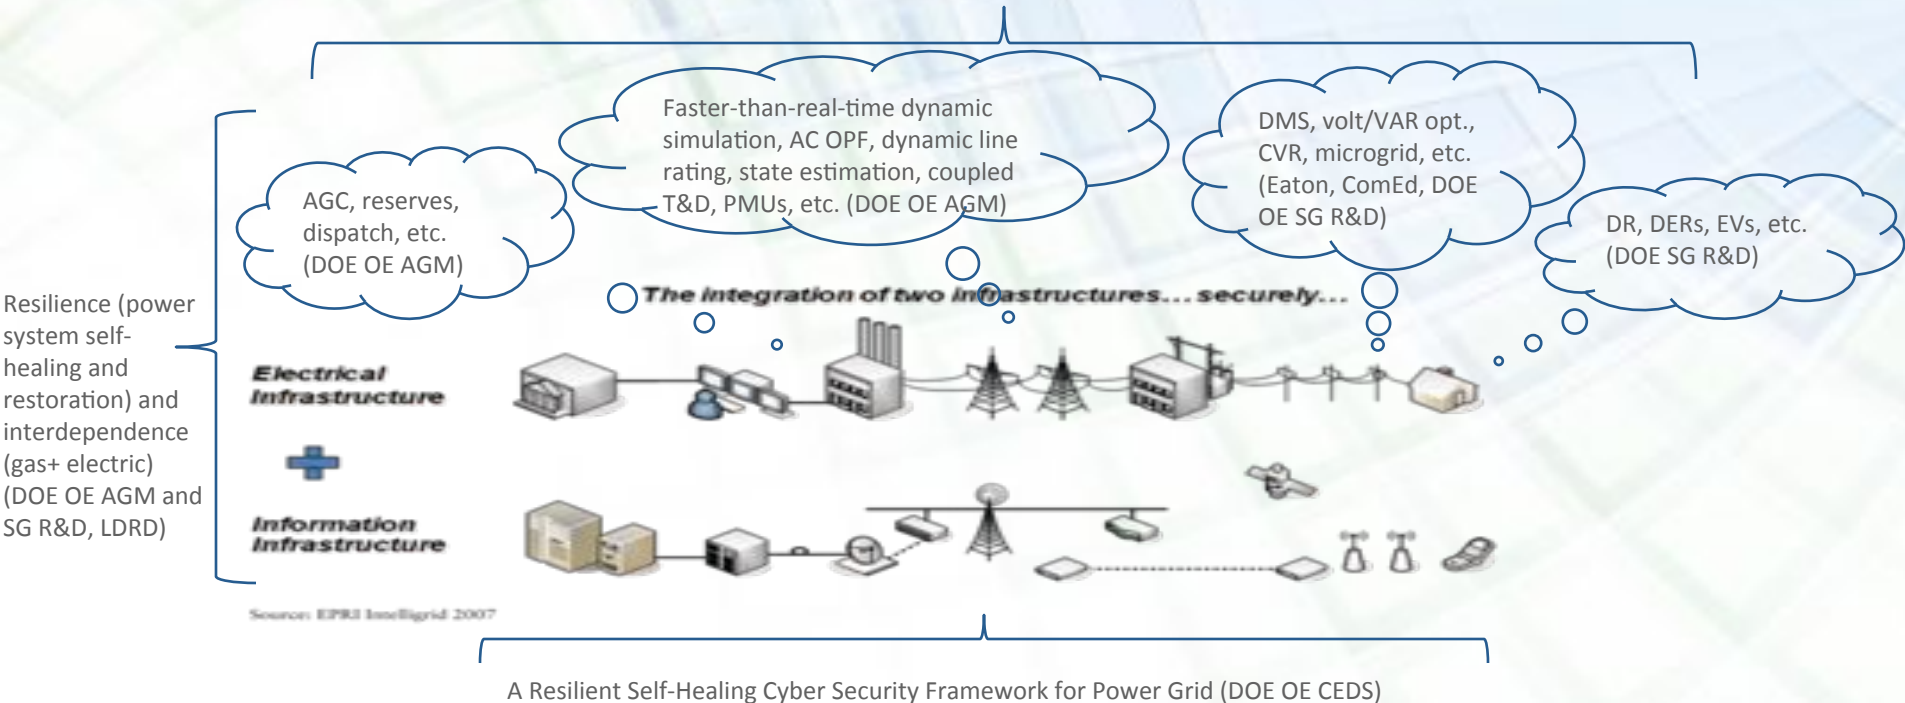 Faster-than-real-time dynamic
simulation, AC OPF, dynamic line
rating, state estimation, coupled
T&D, PMUs, etc. (DOE OE AGM)
DMS, volt/VAR opt.,
CVR, microgrid, etc.
(Eaton, ComEd, DOE
OE SG R&D)
AGC, reserves,
dispatch, etc.
(DOE OE AGM)
DR, DERs, EVs, etc.
(DOE SG R&D)
The integration of two infrastructures... securely...
Resilience (power
system self-
healing and
restoration) and
interdependence
(gas+ electric)
(DOE OE AGM and
SG R&D, LDRD)
Electrical
Infrastructure
Information
Infrastructure
Source: EPRI Intelligrid 2007
A Resilient Self-Healing Cyber Security Framework for Power Grid (DOE OE CEDS)